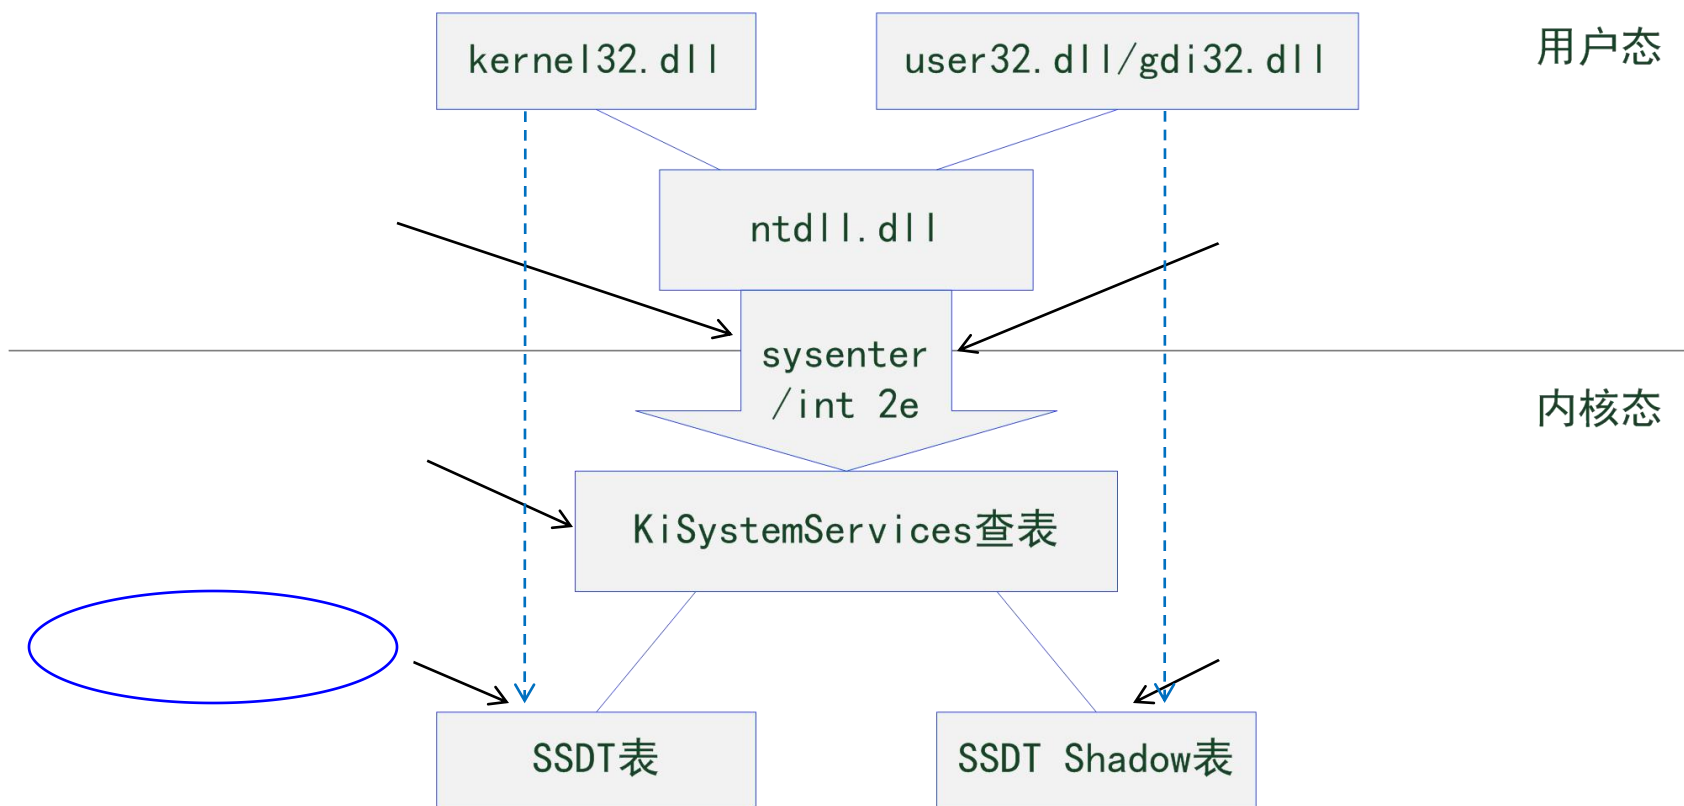 kernel32.dll
user32.dll/gdi32.dll
用户态
ntdll.dll
sysenter
/int 2e
内核态
KiSystemServices查表
SSDT表
SSDT Shadow表